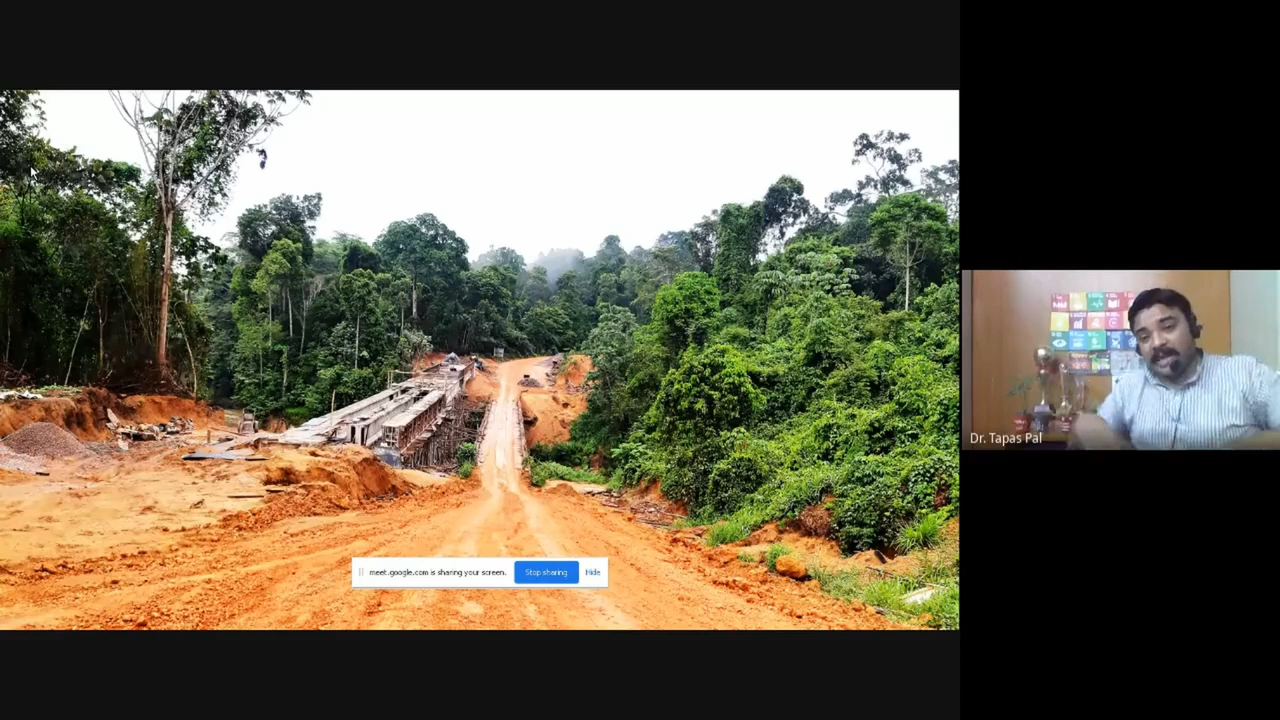 meet.google.com is sharing your screen.
Stop sharing
Hide
Dr. Tapas Pal